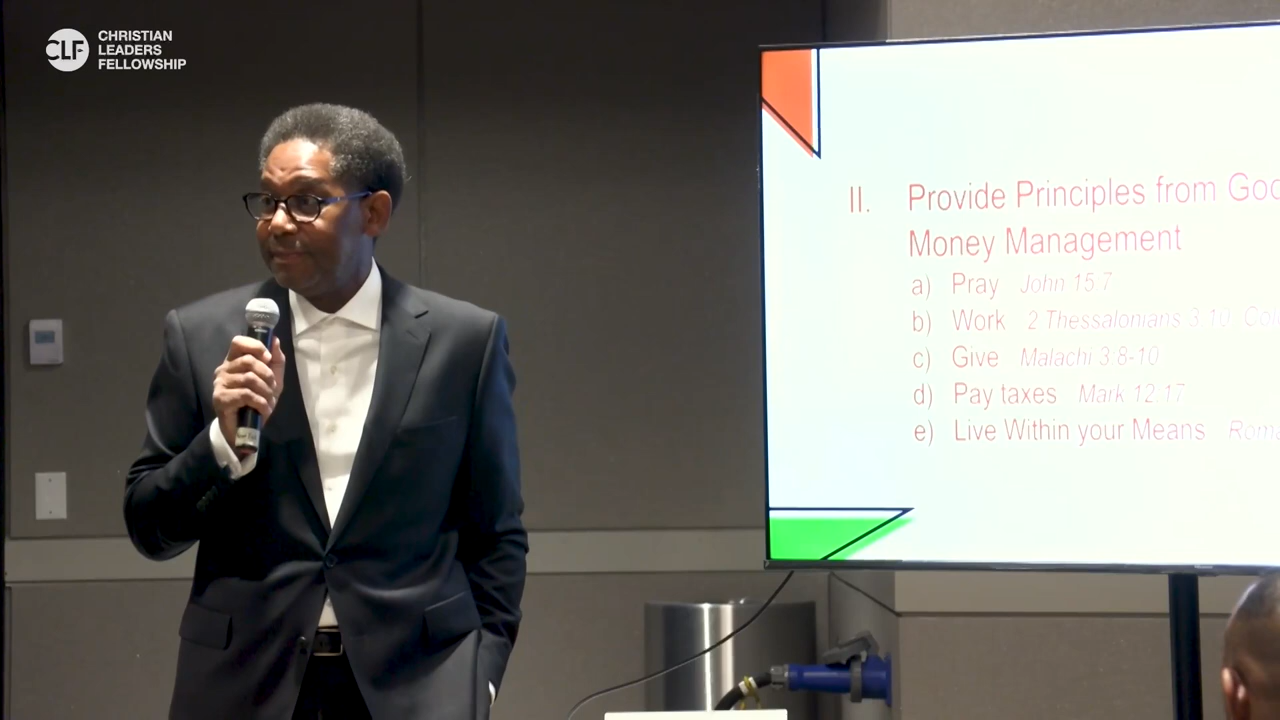 CLF
CHRISTIAN
LEADERS
FELLOWSHIP
II. Provide Principles from
Money Management
a) Pray John 15:7
b) Work 2 Thessalonians 3:10
c) Give Malachi 3:8-10
d) Pay taxes Mark 12:17
e) Live Within your Means